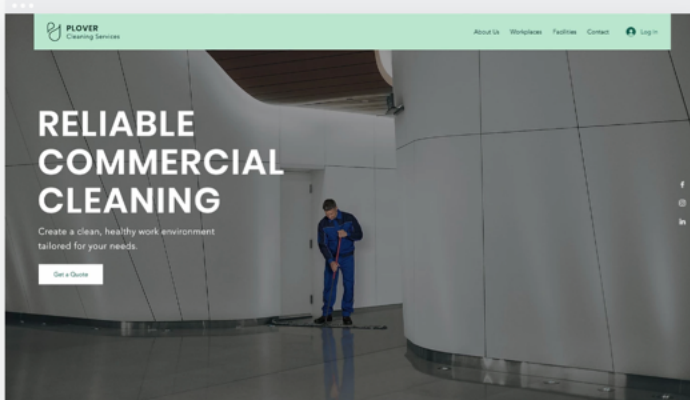 PLOVER
Cleaning Services
About Us Workplaces Facilities Contact Log In
RELIABLE
COMMERCIAL
CLEANING
Create a clean, healthy work environment
tailored for your needs.
Get a Quote